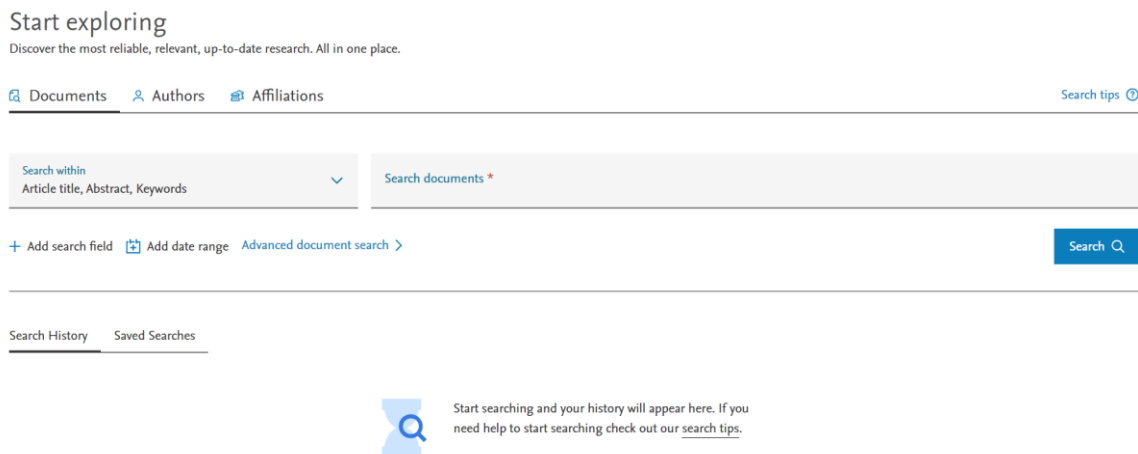 Start exploring
Discover the most reliable, relevant, up-to-date research. All in one place.
Documents Authors Affiliations Search tips
Search within
Article title, Abstract, Keywords
Search documents *
Add search field Add date range Advanced document search Search
Search History Saved Searches
Start searching and your history will appear here. If you
need help to start searching check out our search tips.